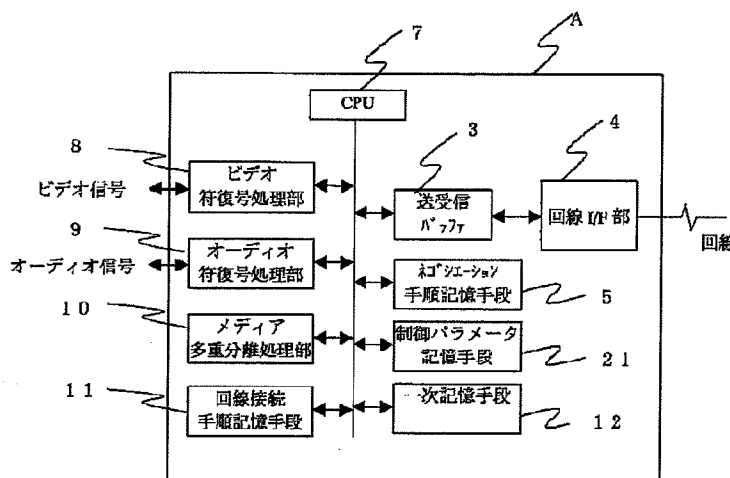 A
7
CPU
8
ビデオ信号
ビデオ
符復号処理部
3
送受信
バッファ
4
回線 I/F 部
回線
9
オーディオ信号
オーディオ
符復号処理部
ネゴシエーション
手順記憶手段
5
10
メディア
多重分離処理部
制御パラメータ
記憶手段
21
11
回線接続
手順記憶手段
一次記憶手段
12